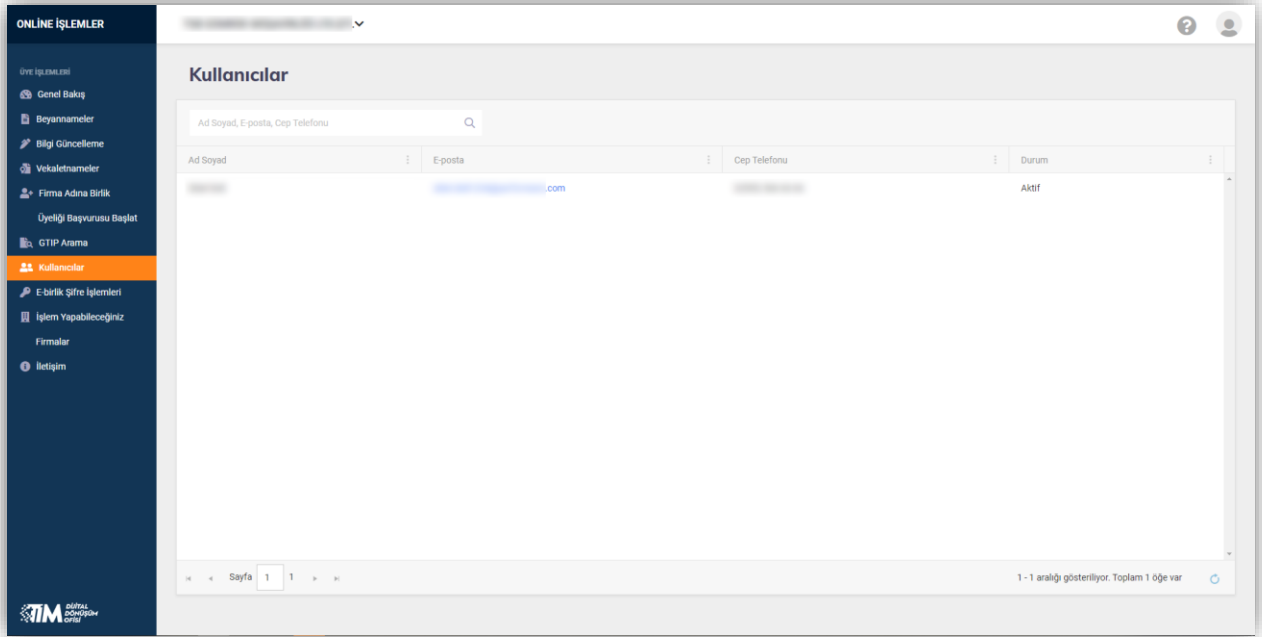 ONLİNE İŞLEMLER
ÜYE İŞLEMLERİ
Genel Bakış
Beyannameler
Bilgi Güncelleme
Vekaletnameler
Firma Adına Birlik
Üyeliği Başvurusu Başlat
GTIP Arama
Kullanıcılar
E-birlik Şifre İşlemleri
İşlem Yapabileceğiniz
Firmalar
İletişim
TİM DİJİTAL
DÖNÜŞÜM
OFİSİ
Kullanıcılar
Ad Soyad, E-posta, Cep Telefonu
Ad Soyad E-posta Cep Telefonu Durum
.com Aktif
Sayfa 1 1 1 - 1 aralığı gösteriliyor. Toplam 1 öğe var